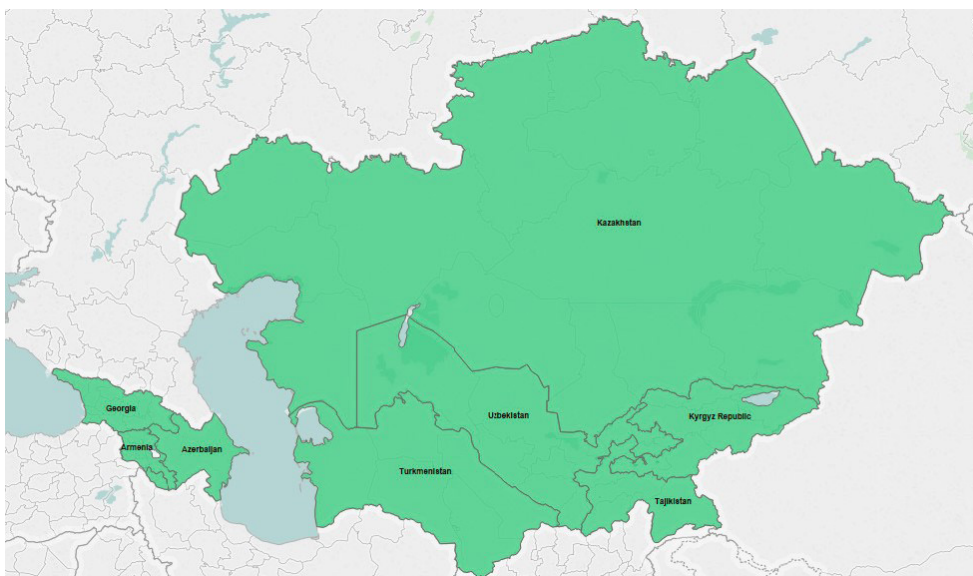 Kazakhstan
Georgia
Uzbekistan
Kyrgyz Republic
Armenia
Azerbaijan
Turkmenistan
Tajikistan